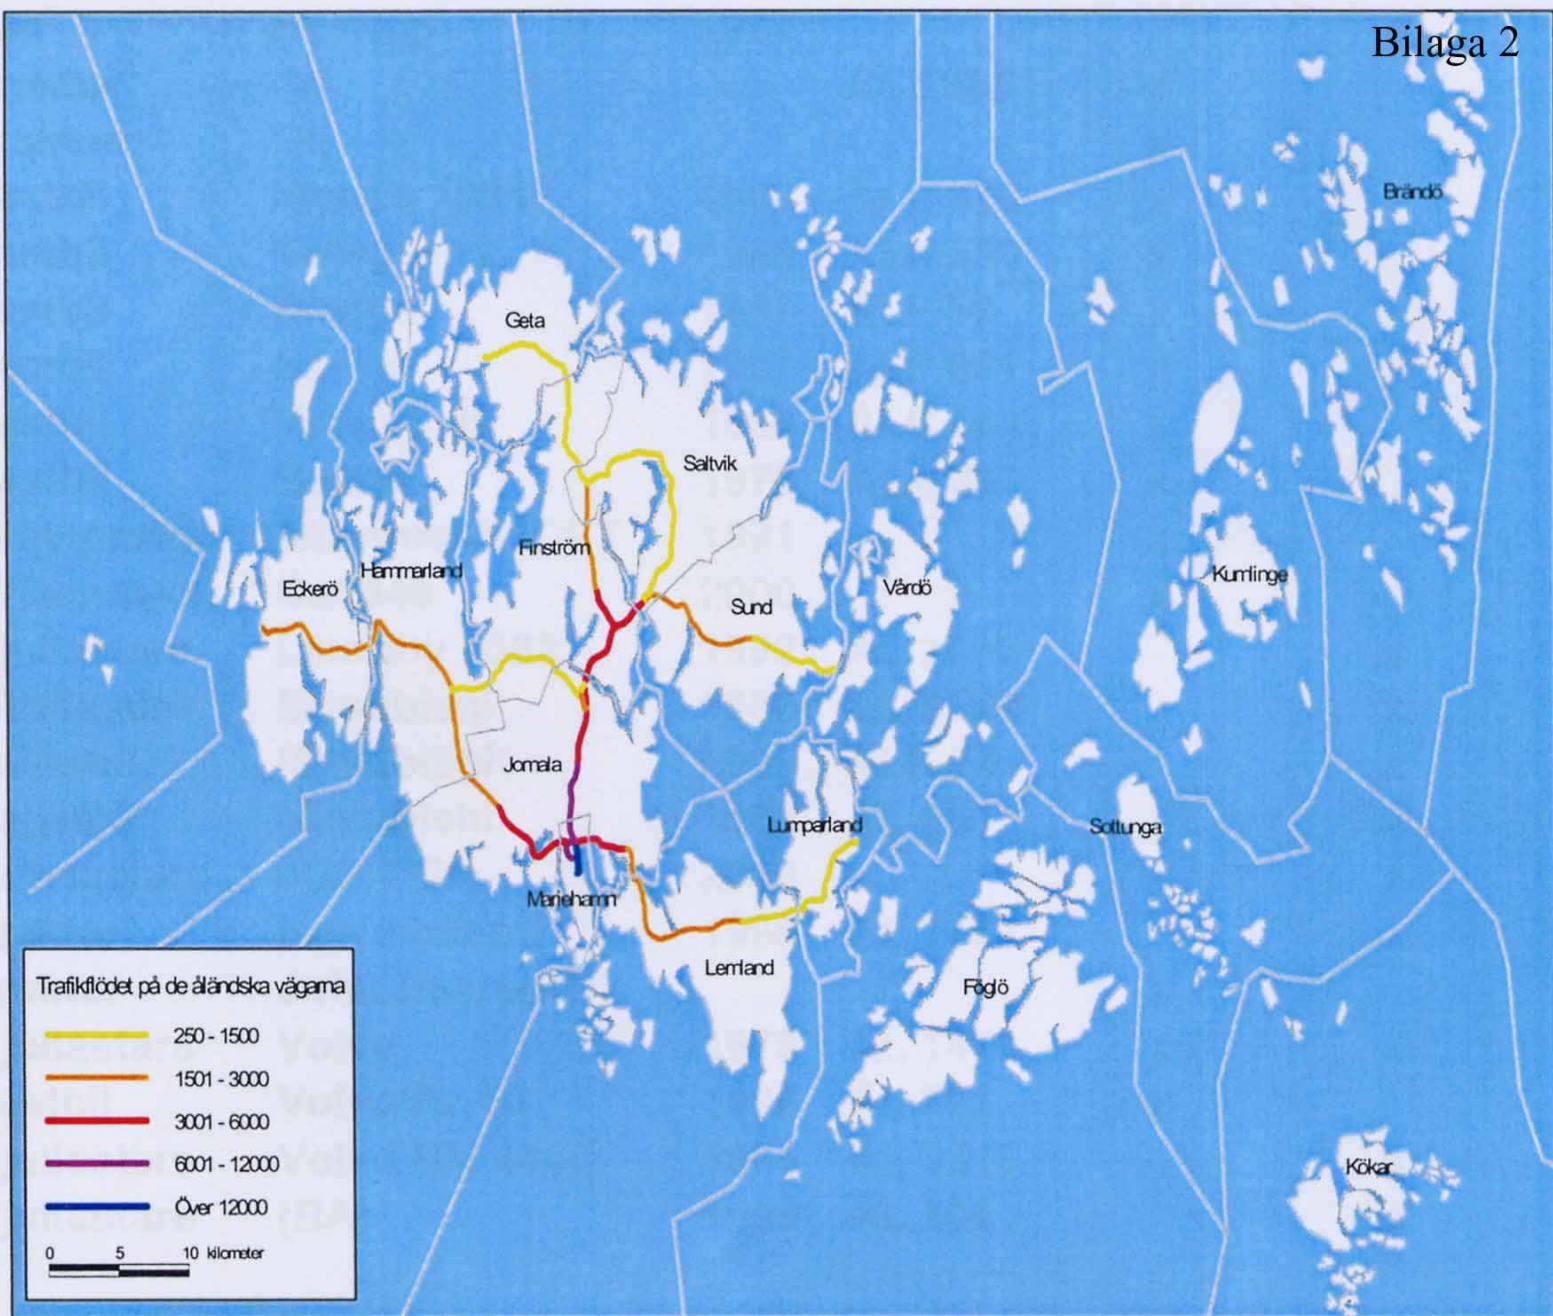 Bilaga 2
Brändö
Geta
Saltvik
Finström
Hammarland
Eckerö
Kumlinge
Vårdö
Sund
Jomala
Lumparland
Sottunga
Mariehamn
Lemland
Föglö
Kökar
Trafikflödet på de åländska vägarna
250 - 1500
1501 - 3000
3001 - 6000
6001 - 12000
Över 12000
0 5 10 kilometer